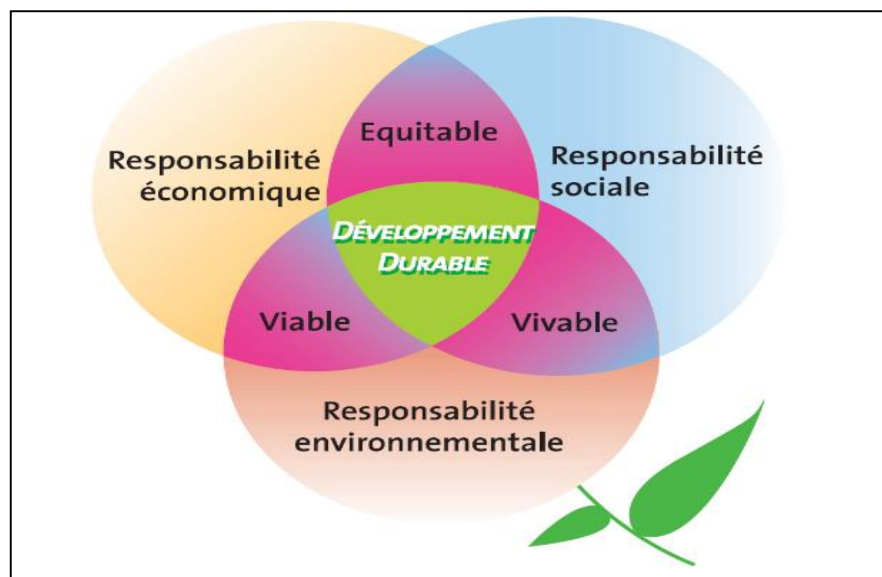 Equitable
Responsabilité
économique
Responsabilité
sociale
DÉVELOPPEMENT
DURABLE
Viable
Vivable
Responsabilité
environnementale